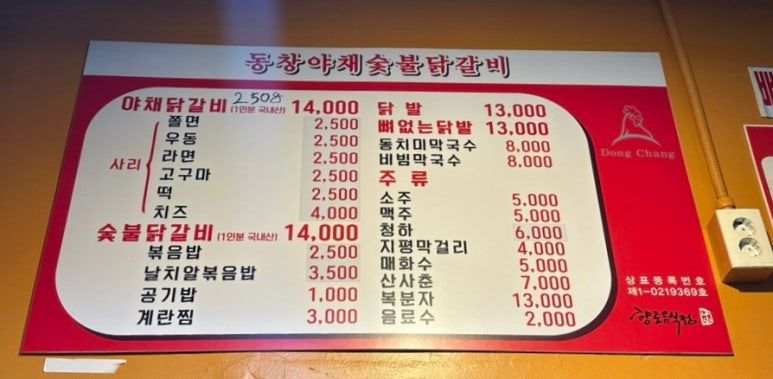 동창야채숯불닭갈비
야채닭갈비 250g (1인분 국내산) 14,000
사리
쫄면 2,500
우동 2,500
라면 2,500
고구마 2,500
떡 2,500
치즈 4,000
숯불닭갈비 (1인분 국내산) 14,000
볶음밥 2,500
날치알볶음밥 3,500
공기밥 1,000
계란찜 3,000
닭 발 13,000
뼈없는닭발 13,000
동치미막국수 8,000
비빔막국수 8,000
주 류
소주 5,000
맥주 5,000
청하 6,000
지평막걸리 4,000
매화수 5,000
산사춘 7,000
복분자 13,000
음료수 2,000
Dong Chang
상표등록번호
제1-0219369호
향토음식점